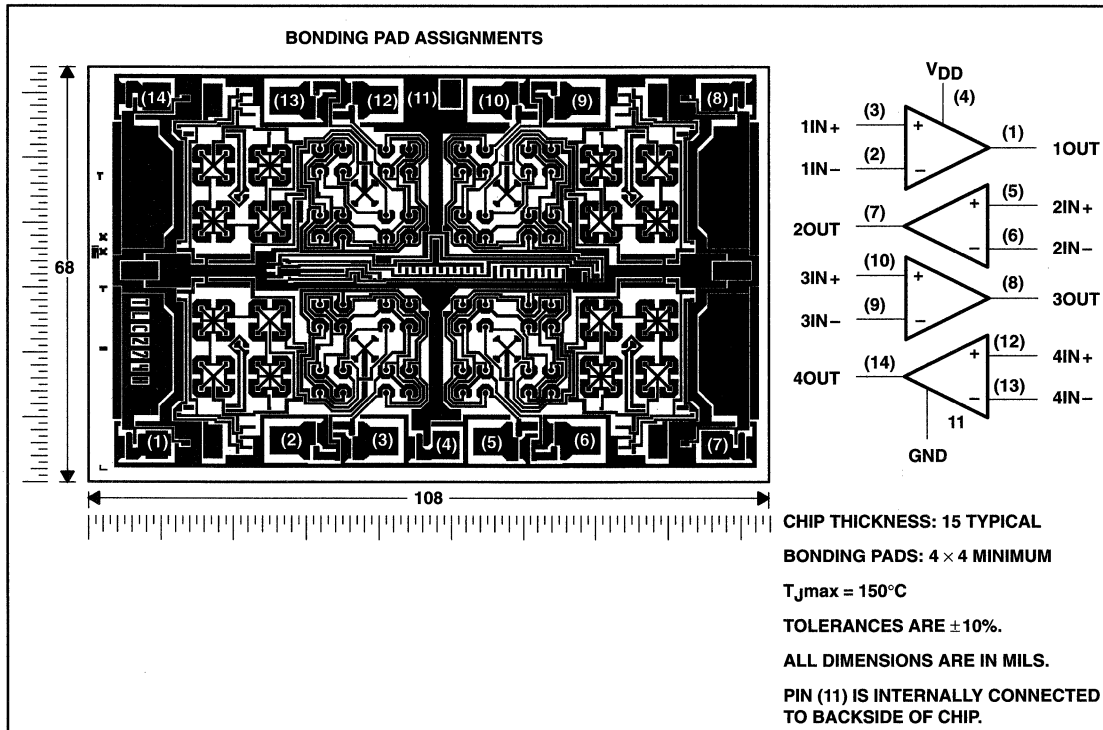 BONDING PAD ASSIGNMENTS
(14)
(13)
(12)
(11)
(10)
(9)
(8)
68
(1)
(2)
(3)
(4)
(5)
(6)
(7)
108
VDD
(4)
1IN+
(3)
+
(1)
1OUT
1IN−
(2)
−
2OUT
(7)
+
(5)
2IN+
−
(6)
2IN−
3IN+
(10)
+
(8)
3OUT
3IN−
(9)
−
4OUT
(14)
+
(12)
4IN+
−
(13)
4IN−
11
GND
CHIP THICKNESS: 15 TYPICAL
BONDING PADS: 4 × 4 MINIMUM
TJmax = 150°C
TOLERANCES ARE ±10%.
ALL DIMENSIONS ARE IN MILS.
PIN (11) IS INTERNALLY CONNECTED
TO BACKSIDE OF CHIP.